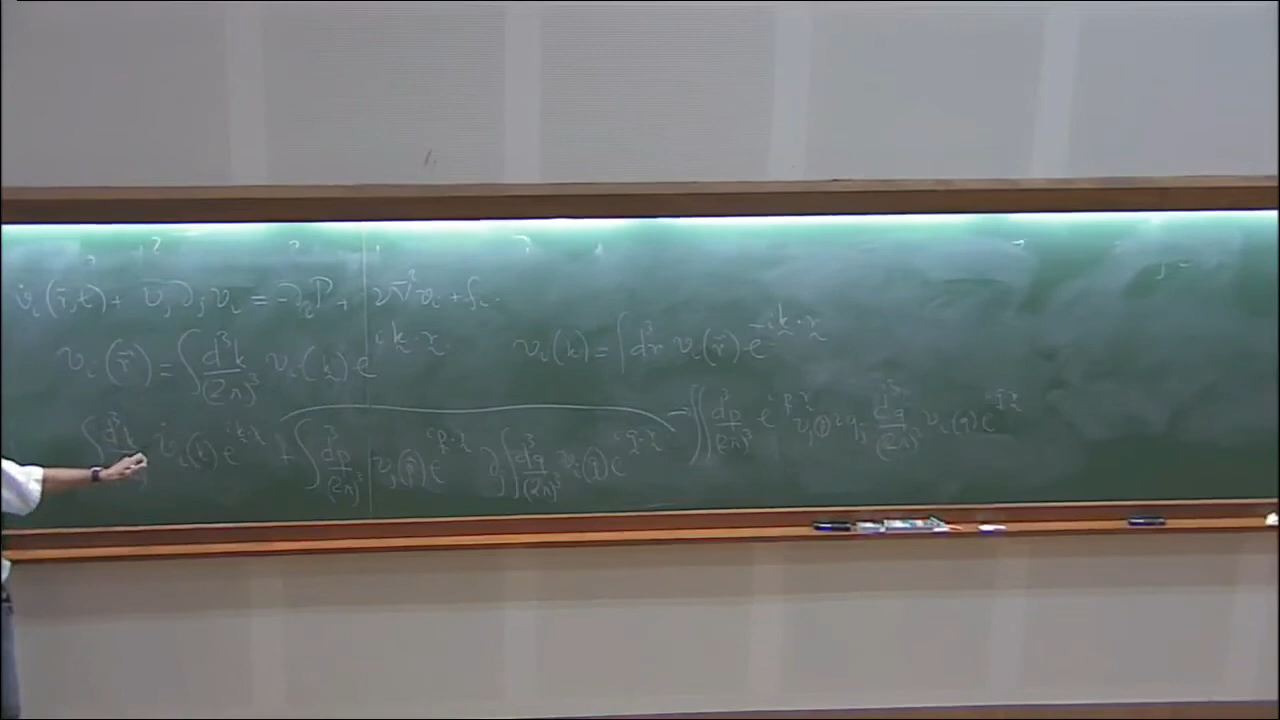 v̇ᵢ(r̄,t) + vⱼ∂ⱼvᵢ = -∂ᵢP + ν∇²vᵢ + fᵢ.
vᵢ(r̄) = ∫ d³k/(2π)³ vᵢ(k) e^{ik·r}    vᵢ(k) = ∫ d³r vᵢ(r̄) e^{-ik·r}
∫ d³k v̇ᵢ(k) e^{ik·r} + ∫ d³p/(2π)³ vⱼ(p) e^{ip·r} ∂ⱼ ∫ d³q/(2π)³ vᵢ(q) e^{iq·r} → ∫∫ d³p/(2π)³ e^{ip·r} vⱼ(p) i qⱼ d³q/(2π)³ vᵢ(q) e^{iq·r}